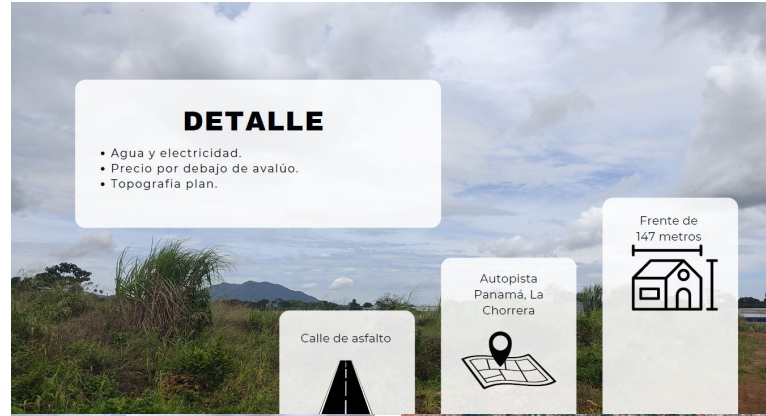 DETALLE
Agua y electricidad.
Precio por debajo de avalúo.
Topografia plan.
Frente de
147 metros
Autopista
Panamá, La
Chorrera
Calle de asfalto